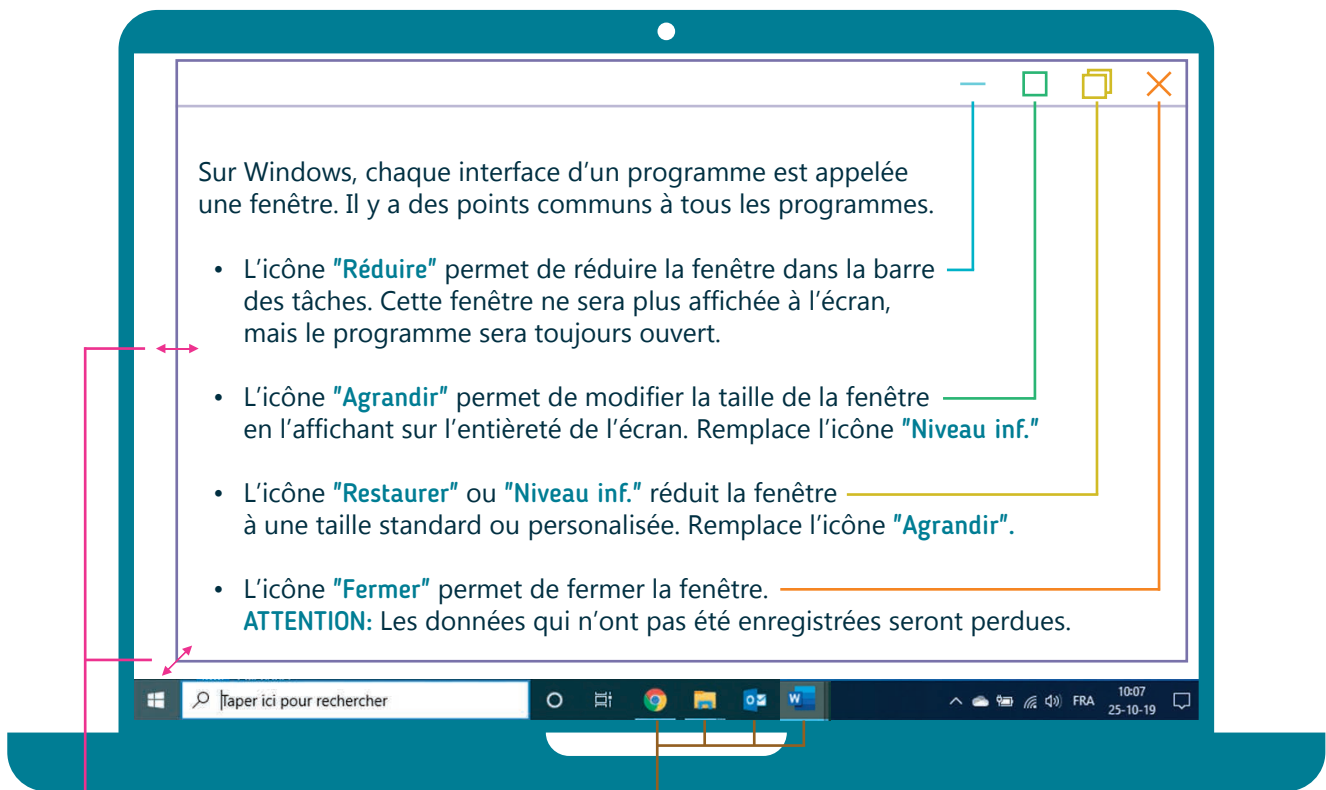 Sur Windows, chaque interface d'un programme est appelée
une fenêtre. Il y a des points communs à tous les programmes.
• L'icône "Réduire" permet de réduire la fenêtre dans la barre
des tâches. Cette fenêtre ne sera plus affichée à l'écran,
mais le programme sera toujours ouvert.
• L'icône "Agrandir" permet de modifier la taille de la fenêtre
en l'affichant sur l'entièreté de l'écran. Remplace l'icône "Niveau inf."
• L'icône "Restaurer" ou "Niveau inf." réduit la fenêtre
à une taille standard ou personalisée. Remplace l'icône "Agrandir".
• L'icône "Fermer" permet de fermer la fenêtre.
ATTENTION: Les données qui n'ont pas été enregistrées seront perdues.
Taper ici pour rechercher
FRA
10:07
25-10-19